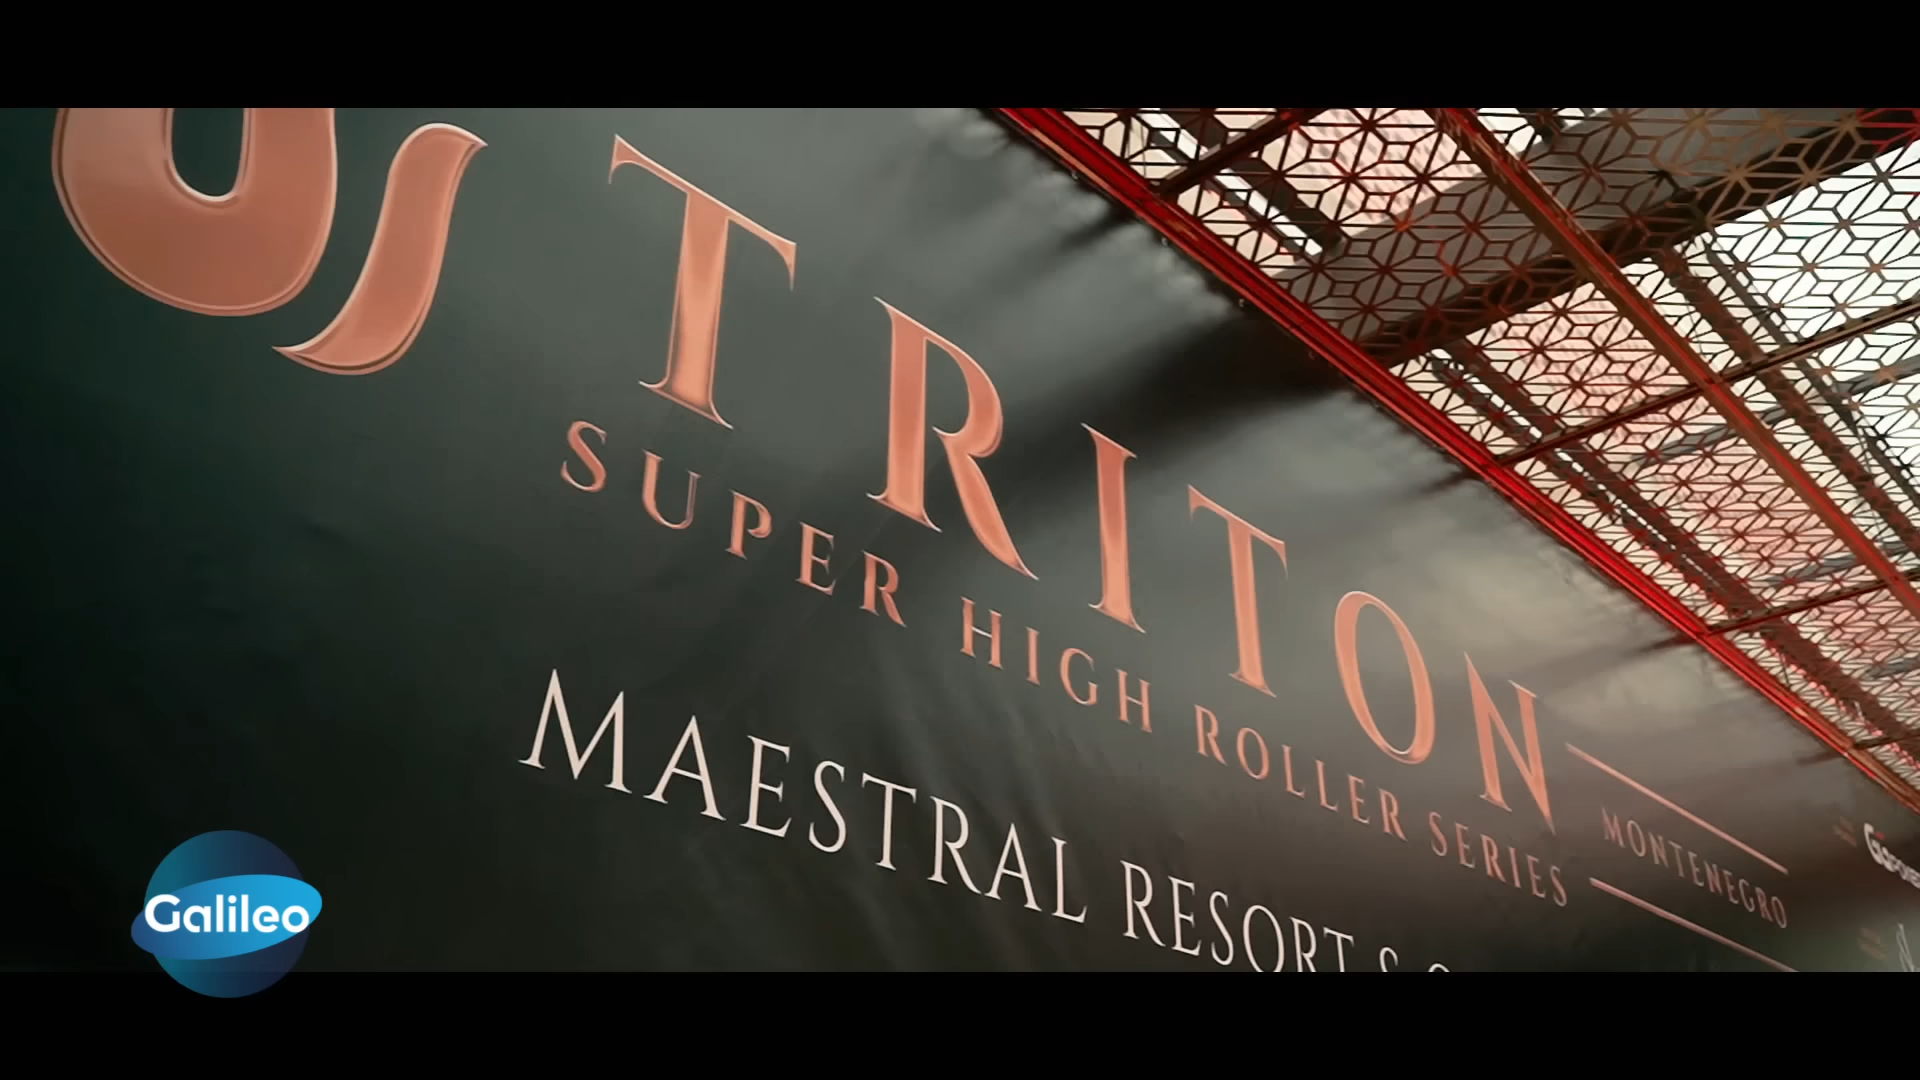 TRITON
SUPER HIGH ROLLER SERIES
MONTENEGRO
MAESTRAL RESORT &
Galileo